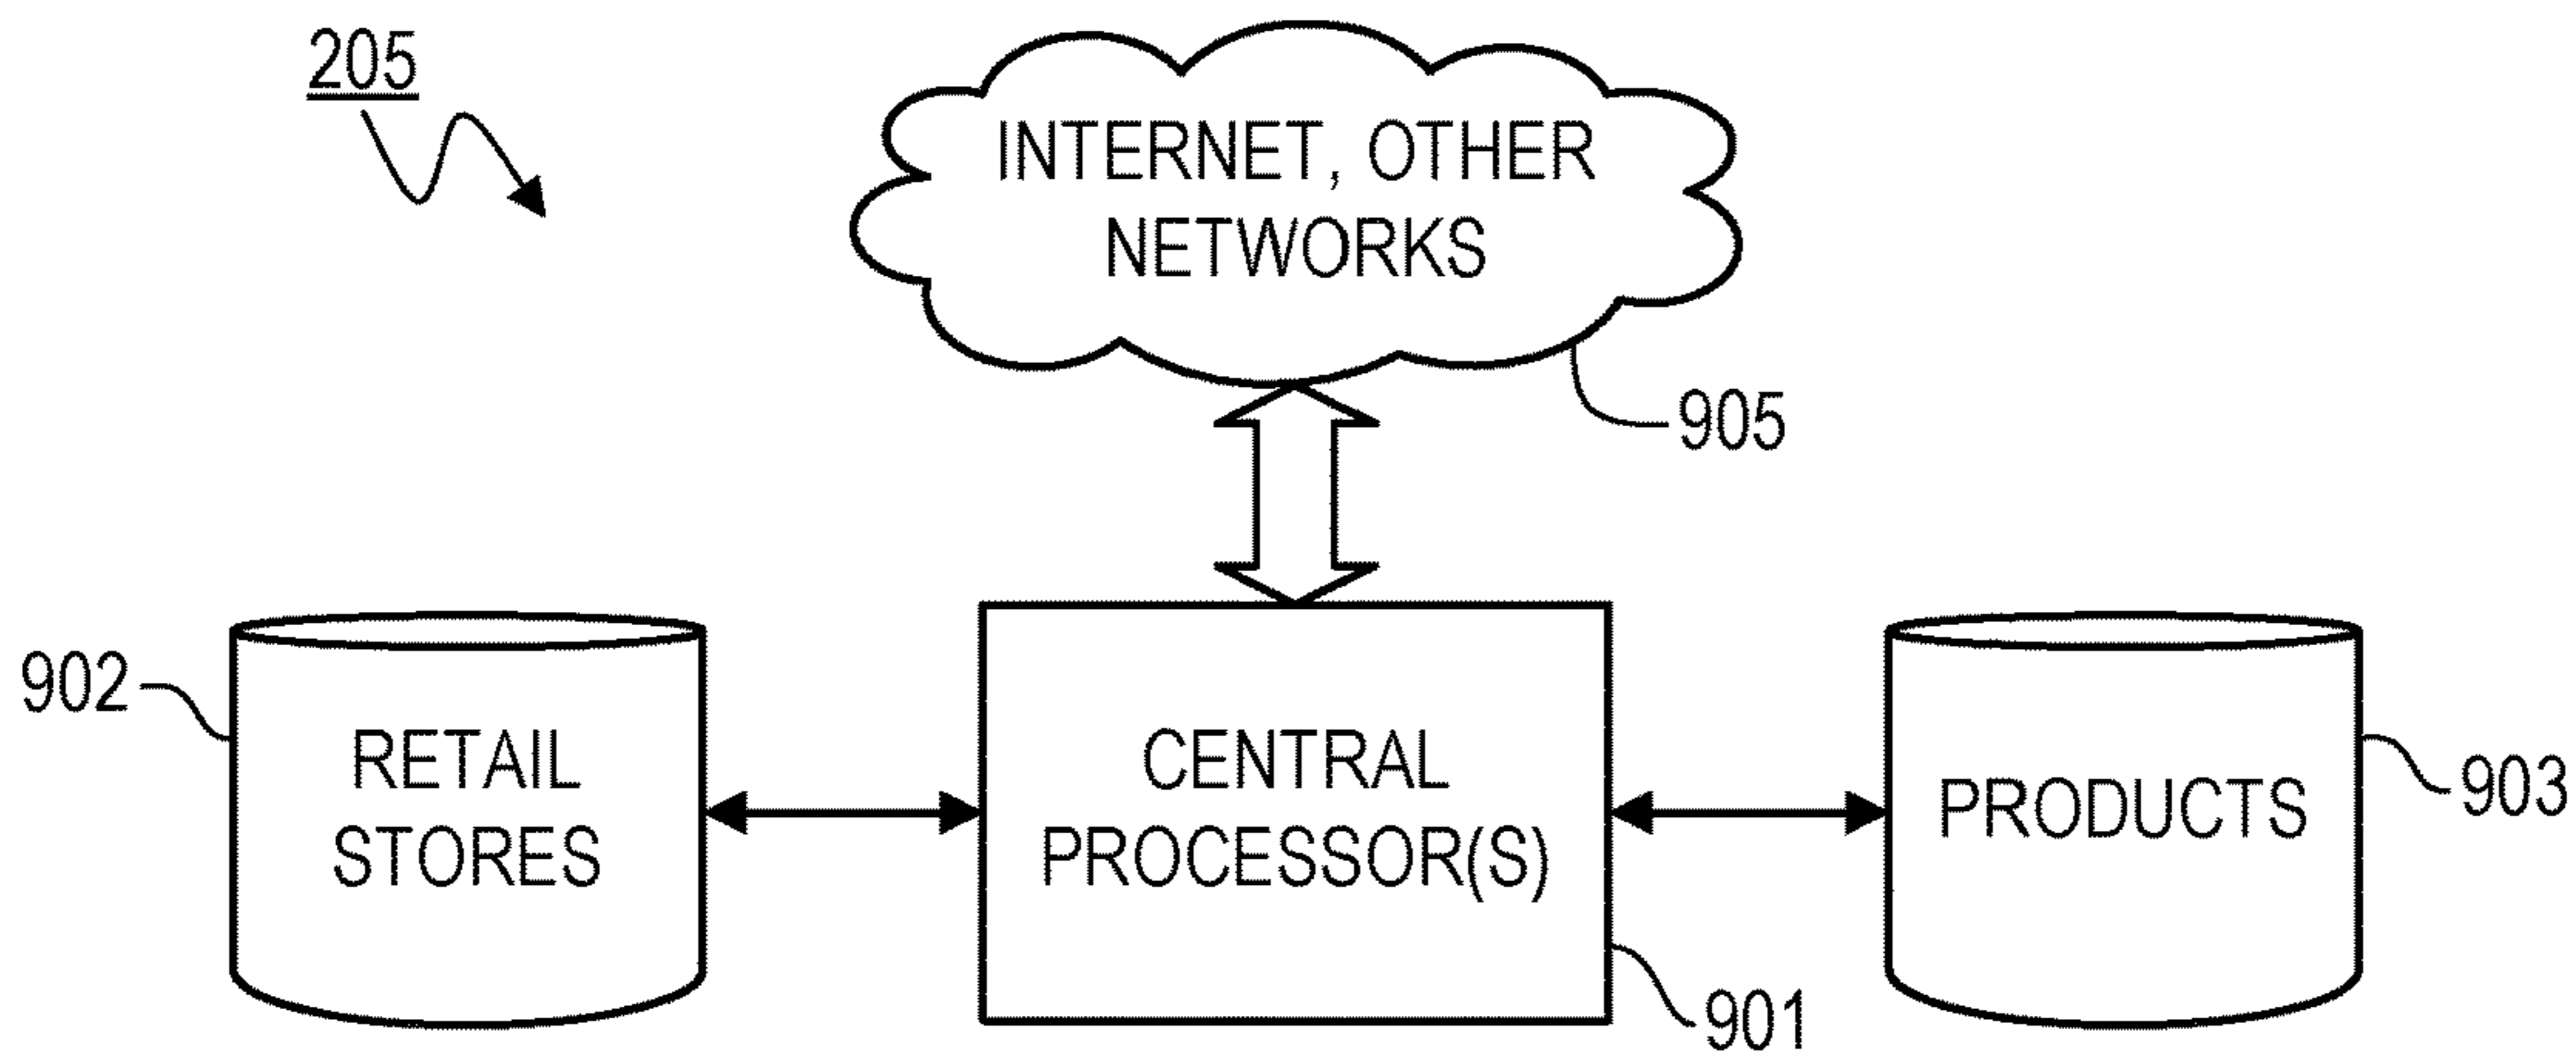 205
INTERNET, OTHER
NETWORKS
905
902
RETAIL
STORES
CENTRAL
PROCESSOR(S)
901
PRODUCTS
903